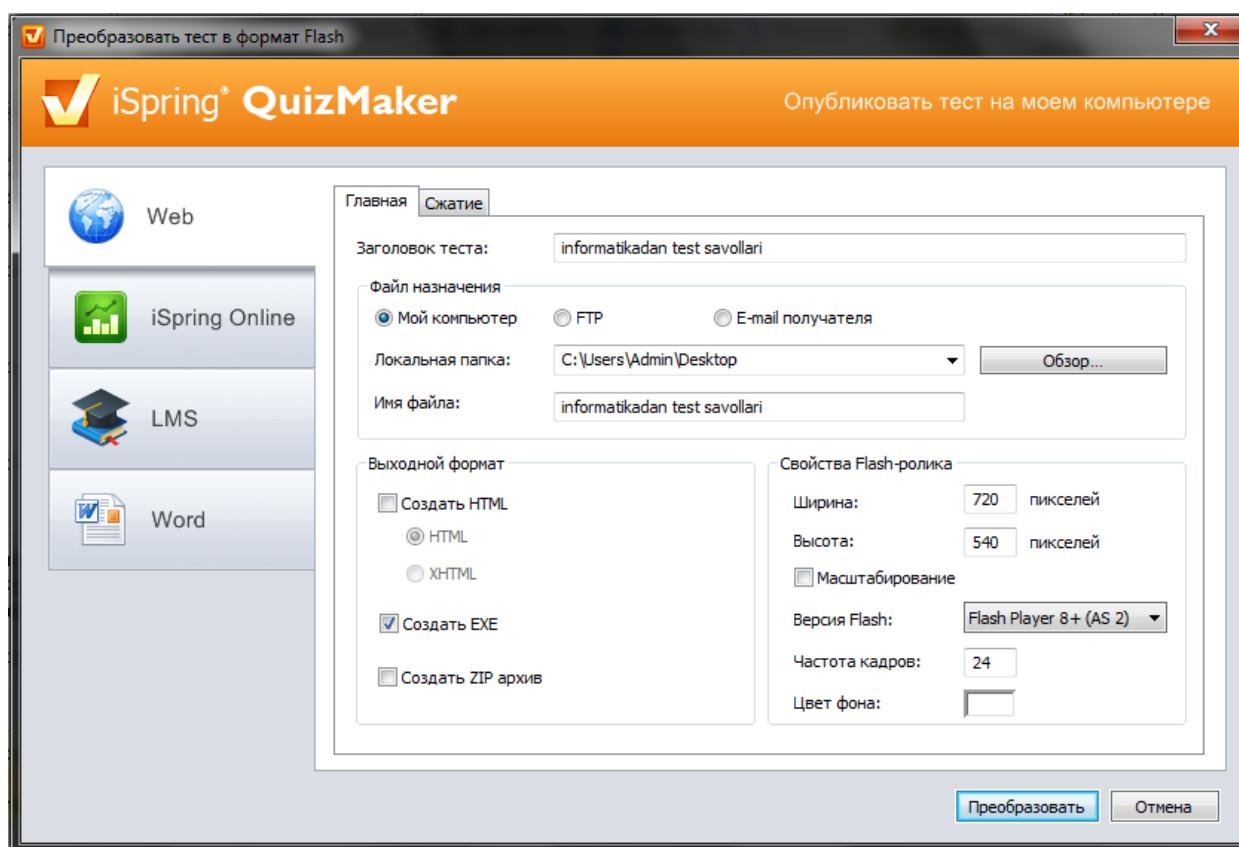 Преобразовать тест в формат Flash
x
iSpring® QuizMaker
Опубликовать тест на моем компьютере
Web
iSpring Online
LMS
Word
Главная Сжатие
Заголовок теста: informatikadan test savollari
Файл назначения
Мой компьютер FTP E-mail получателя
Локальная папка: C:\Users\Admin\Desktop Обзор...
Имя файла: informatikadan test savollari
Выходной формат
Создать HTML
HTML
XHTML
Создать EXE
Создать ZIP архив
Свойства Flash-ролика
Ширина: 720 пикселей
Высота: 540 пикселей
Масштабирование
Версия Flash: Flash Player 8+ (AS 2)
Частота кадров: 24
Цвет фона:
Преобразовать Отмена